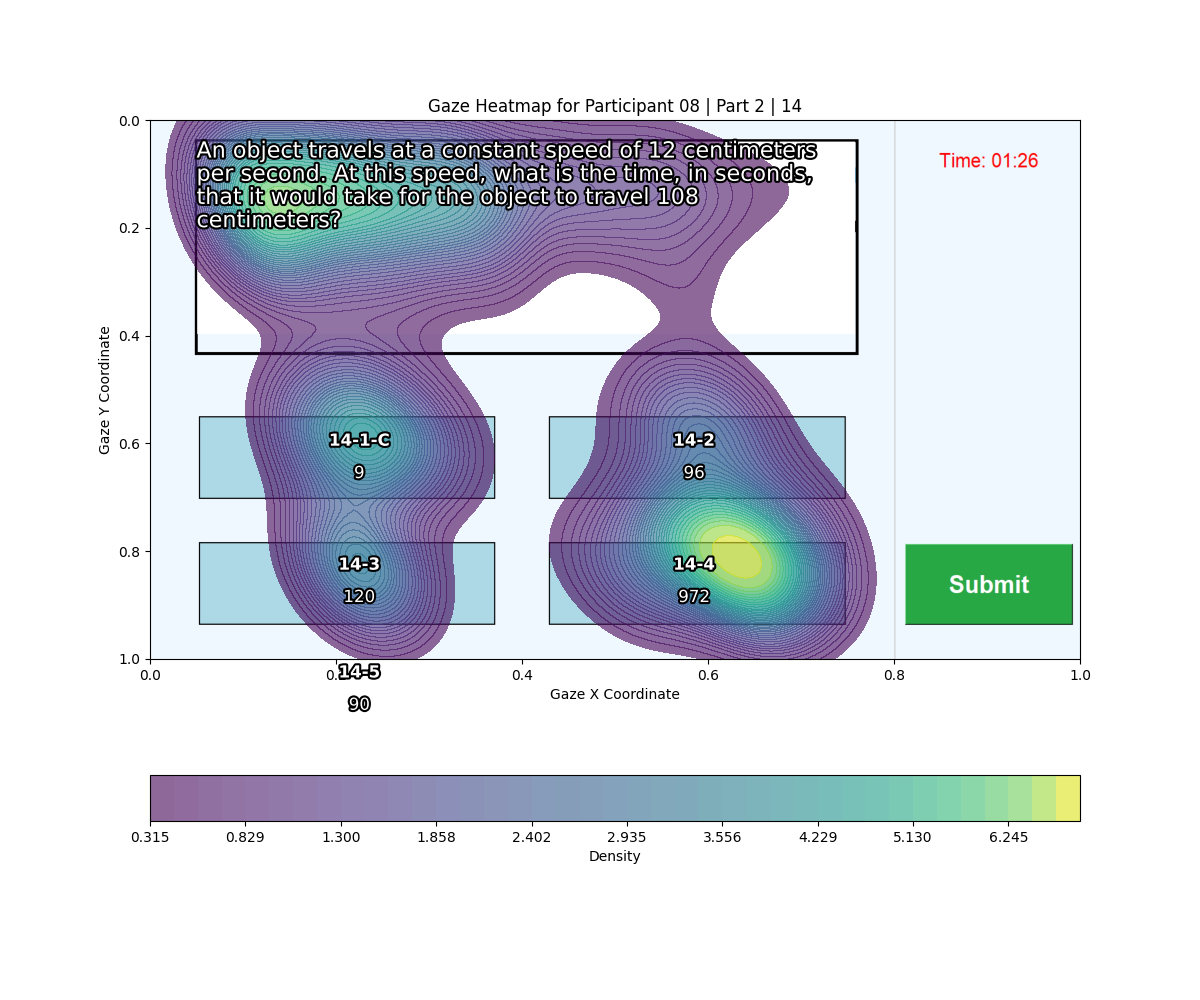 Gaze Heatmap for Participant 08 | Part 2 | 14
An object travels at a constant speed of 12 centimeters
per second. At this speed, what is the time, in seconds,
that it would take for the object to travel 108
centimeters?
Time: 01:26
0.0
0.2
0.4
0.6
0.8
1.0
Gaze Y Coordinate
14-1-C
9
14-2
96
14-3
120
14-4
972
Submit
14-5
90
0.0
0.4
0.6
0.8
1.0
Gaze X Coordinate
0.315
0.829
1.300
1.858
2.402
2.935
3.556
4.229
5.130
6.245
Density